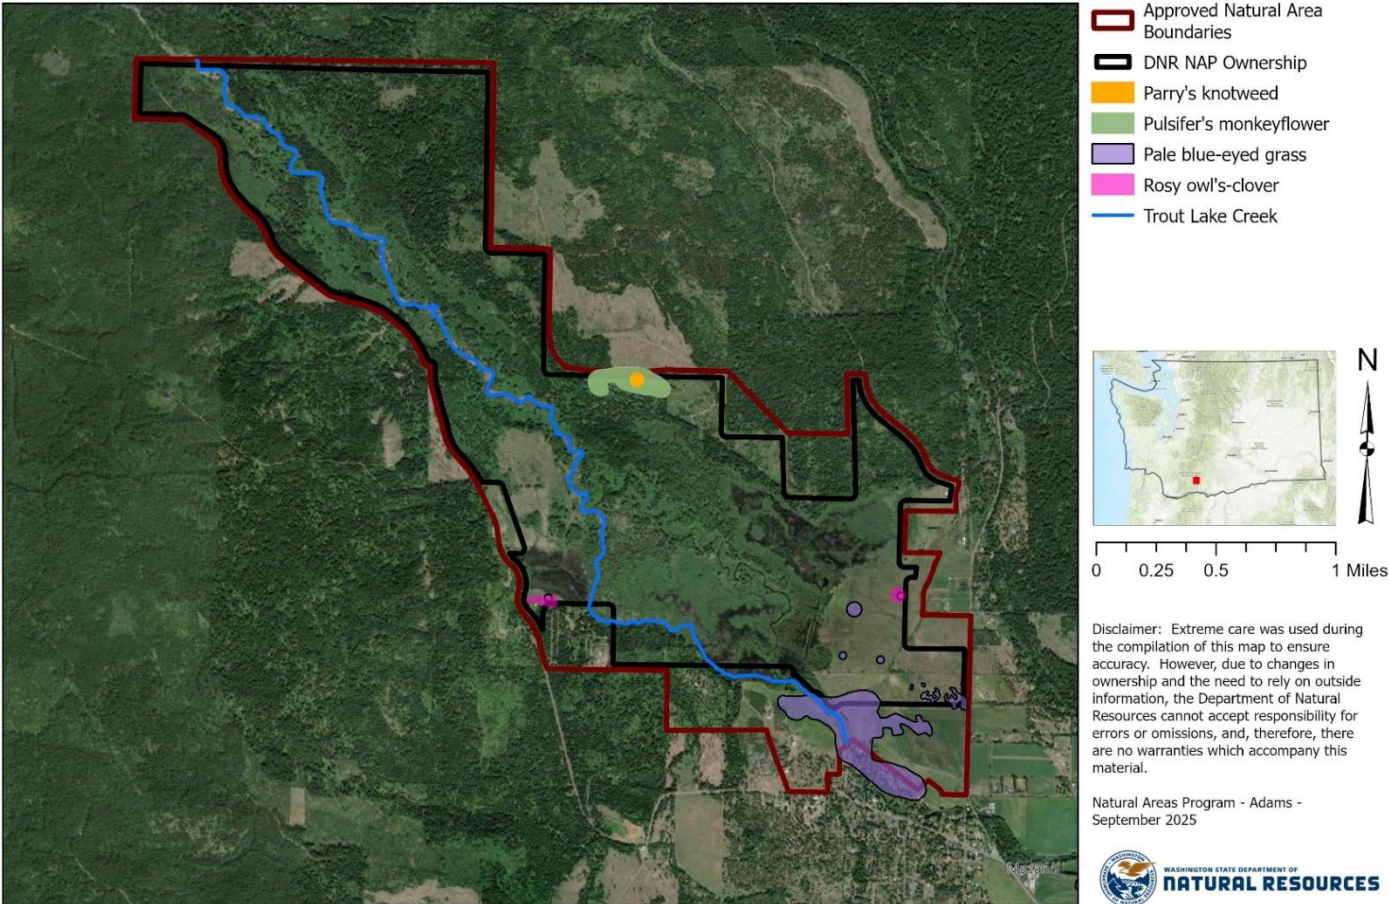 Approved Natural Area
Boundaries
DNR NAP Ownership
Parry's knotweed
Pulsifer's monkeyflower
Pale blue-eyed grass
Rosy owl's-clover
Trout Lake Creek
N
0 0.25 0.5 1 Miles
Disclaimer: Extreme care was used during
the compilation of this map to ensure
accuracy. However, due to changes in
ownership and the need to rely on outside
information, the Department of Natural
Resources cannot accept responsibility for
errors or omissions, and, therefore, there
are no warranties which accompany this
material.
Natural Areas Program - Adams -
September 2025
WASHINGTON STATE DEPARTMENT OF
NATURAL RESOURCES